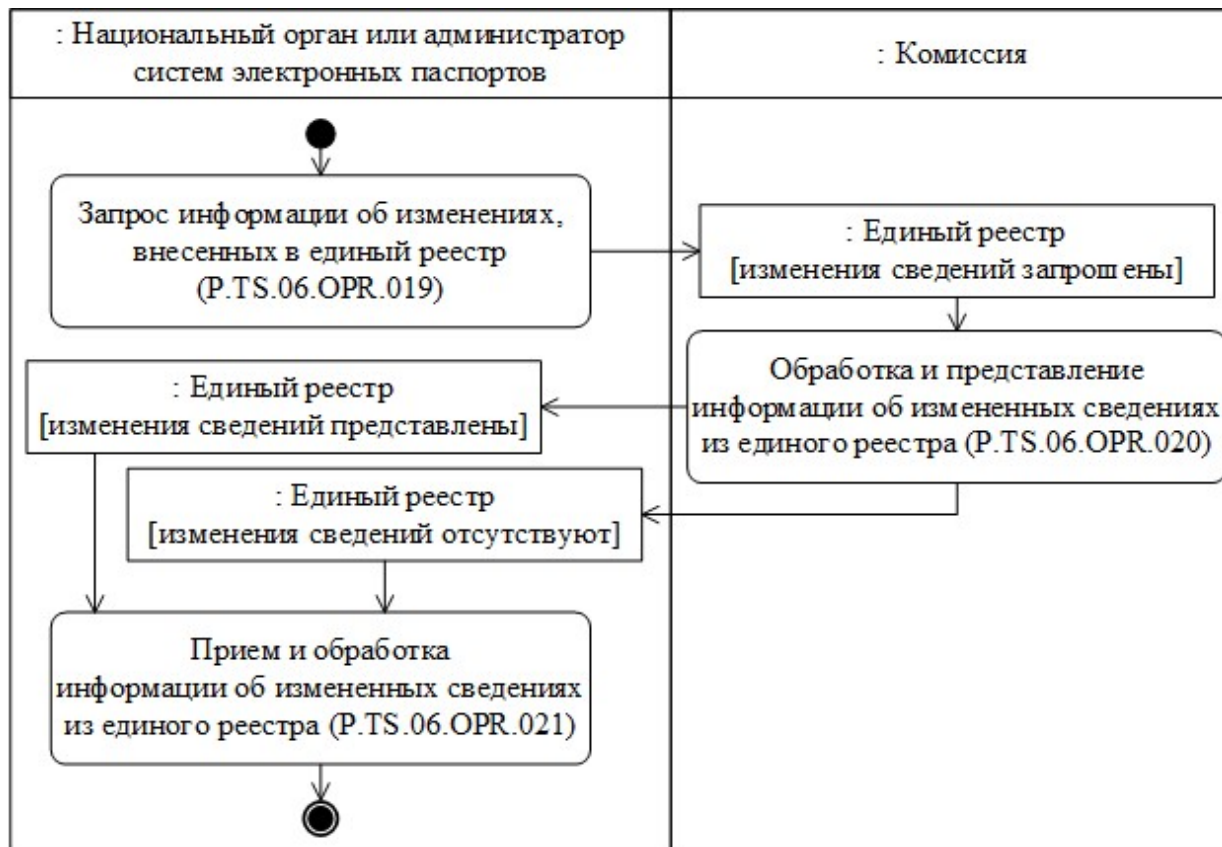 : Национальный орган или администратор
систем электронных паспортов
: Комиссия
Запрос информации об изменениях,
внесенных в единый реестр
(P.TS.06.OPR.019)
: Единый реестр
[изменения сведений запрошены]
Обработка и представление
информации об измененных сведениях
из единого реестра (P.TS.06.OPR.020)
: Единый реестр
[изменения сведений представлены]
: Единый реестр
[изменения сведений отсутствуют]
Прием и обработка
информации об измененных сведениях
из единого реестра (P.TS.06.OPR.021)